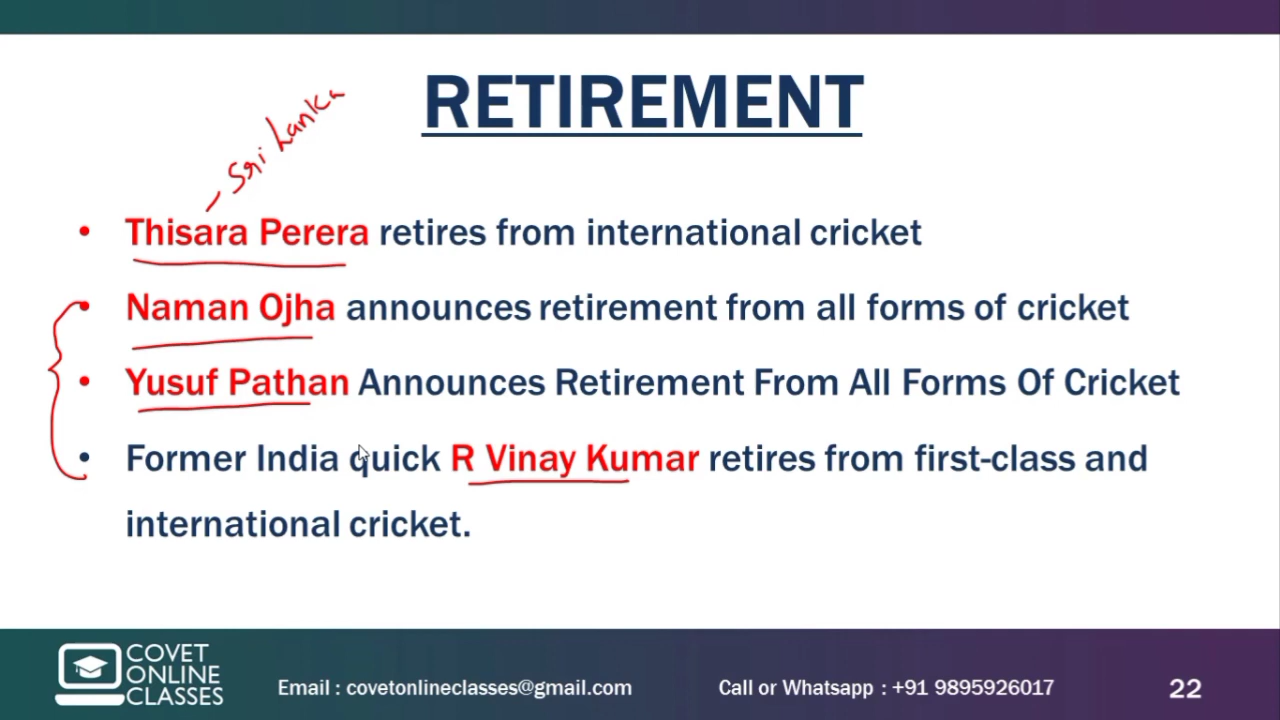 RETIREMENT
– Sri Lanka
• Thisara Perera retires from international cricket
• Naman Ojha announces retirement from all forms of cricket
• Yusuf Pathan Announces Retirement From All Forms Of Cricket
• Former India quick R Vinay Kumar retires from first-class and
international cricket.
COVET
ONLINE
CLASSES
Email : covetonlineclasses@gmail.com
Call or Whatsapp : +91 9895926017
22